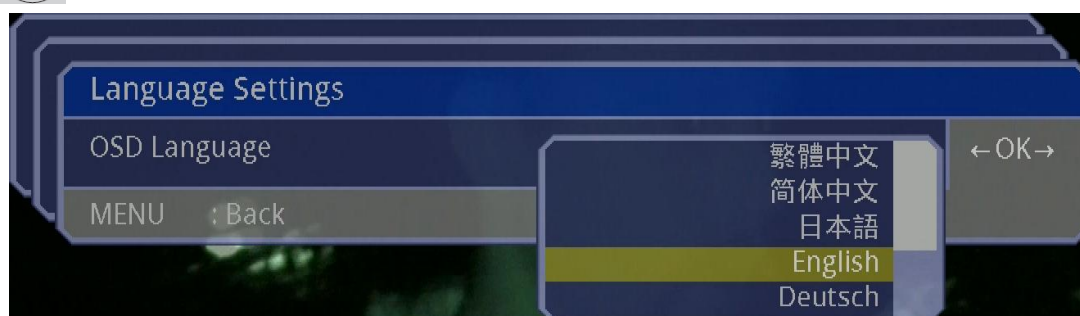 Language Settings
OSD Language
←OK→
繁體中文
简体中文
日本語
English
Deutsch
MENU : Back